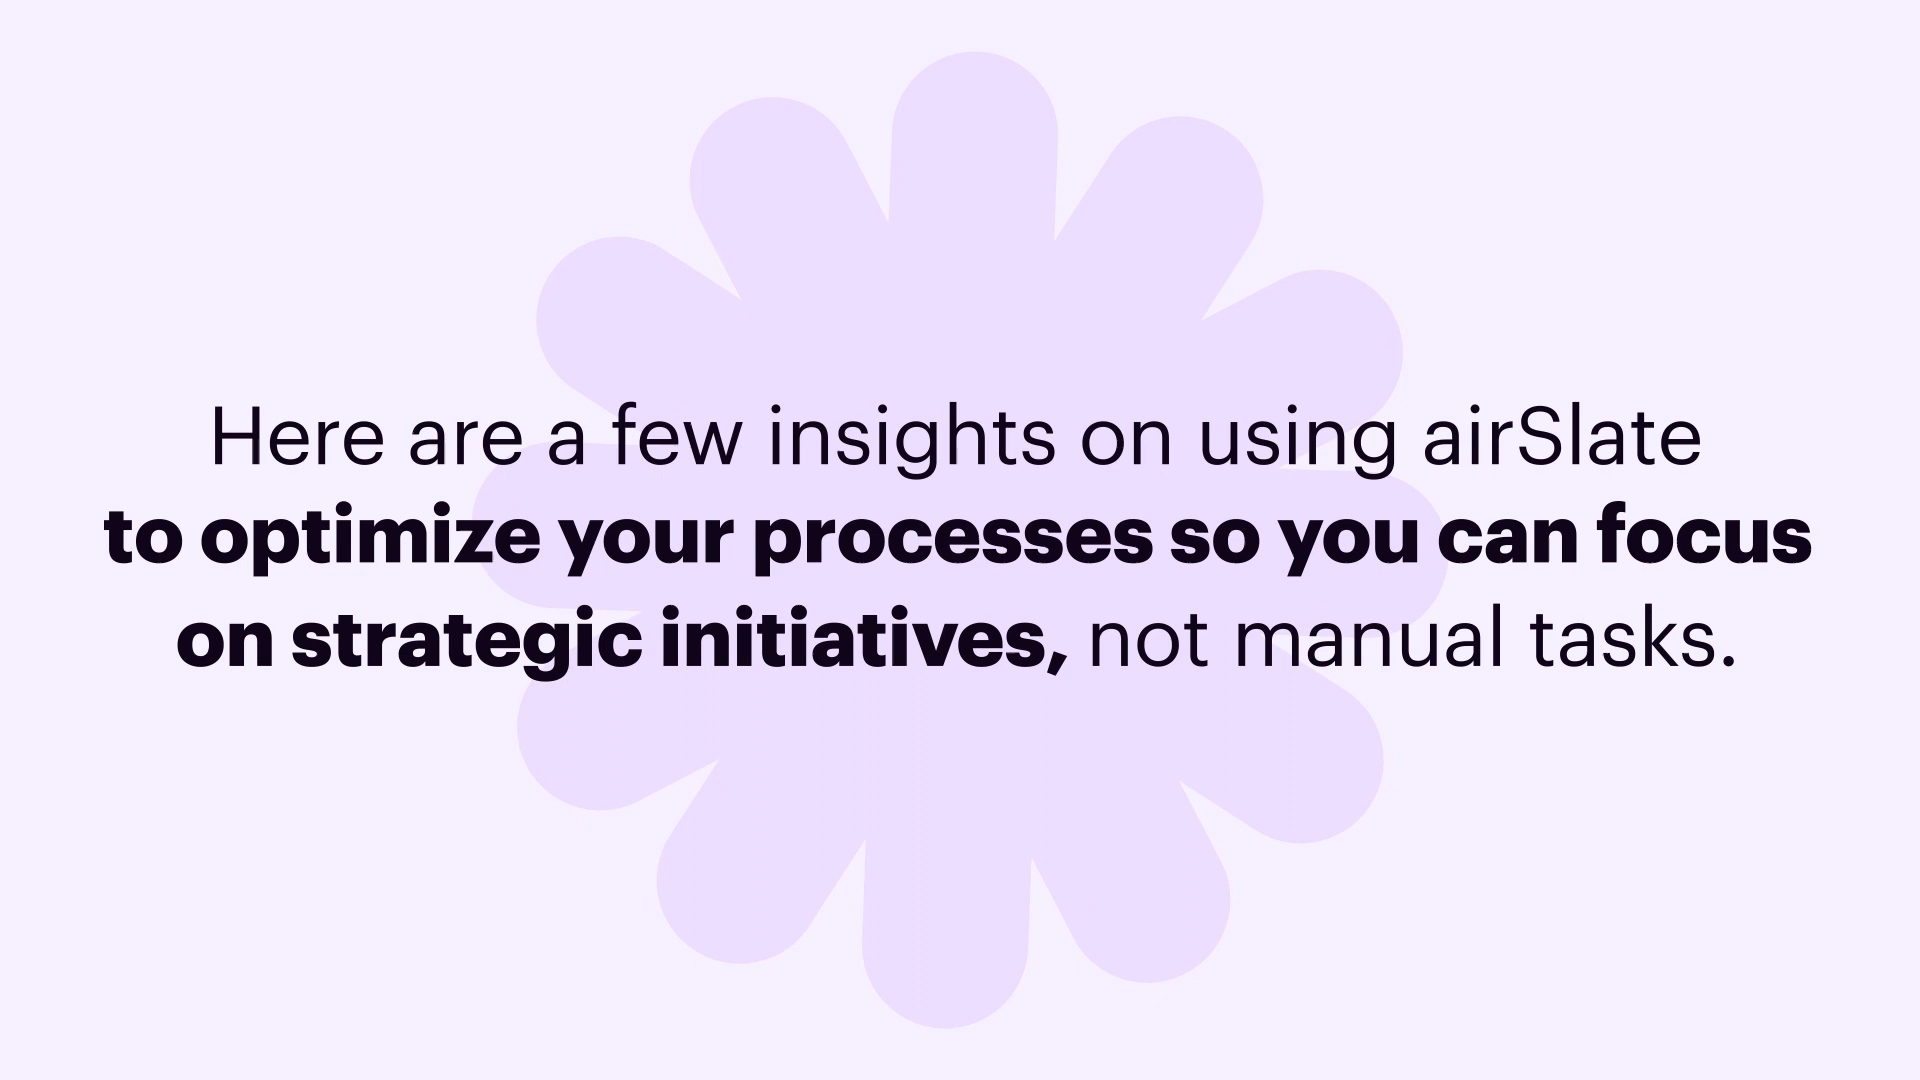 Here are a few insights on using airSlate
to optimize your processes so you can focus
on strategic initiatives, not manual tasks.